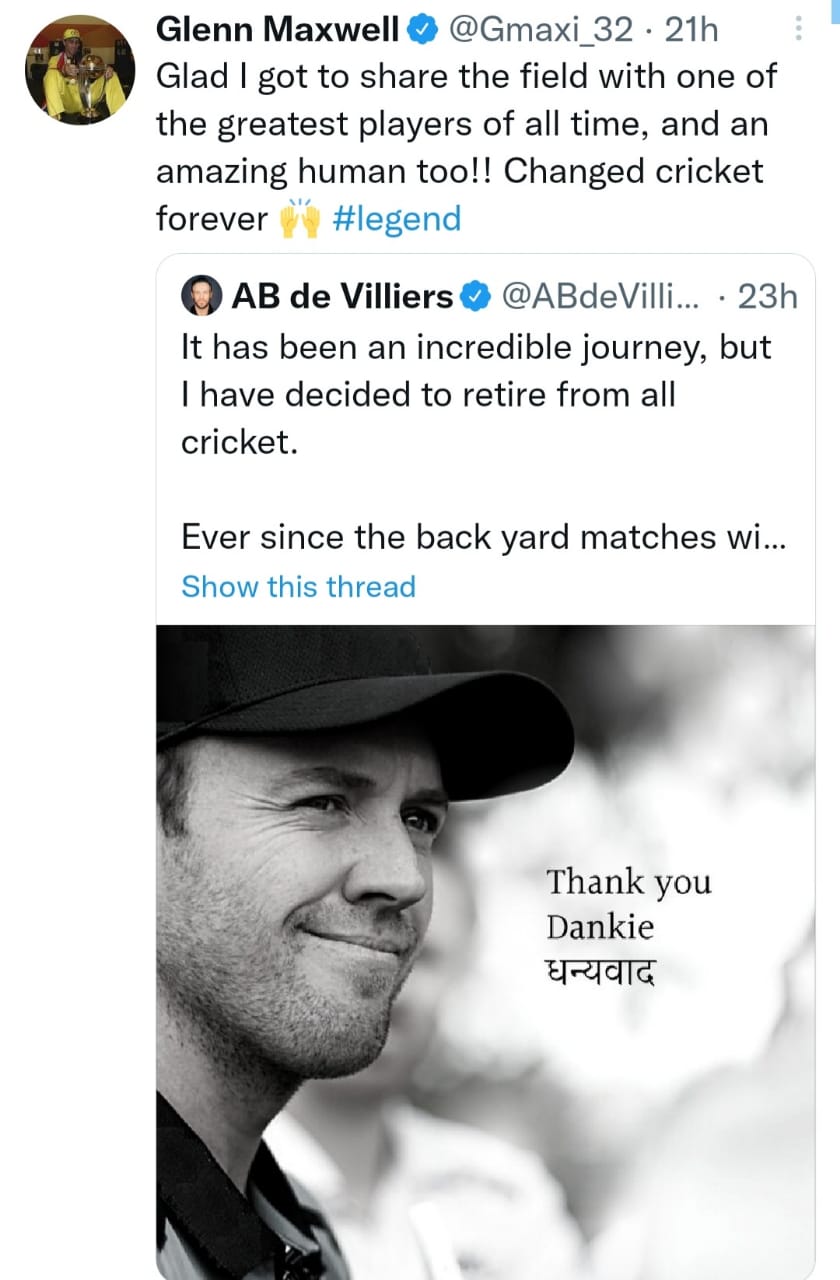 Glenn Maxwell @Gmaxi_32 · 21h
Glad I got to share the field with one of
the greatest players of all time, and an
amazing human too!! Changed cricket
forever 🙌 #legend
AB de Villiers @ABdeVilli... · 23h
It has been an incredible journey, but
I have decided to retire from all
cricket.
Ever since the back yard matches wi...
Show this thread
Thank you
Dankie
धन्यवाद